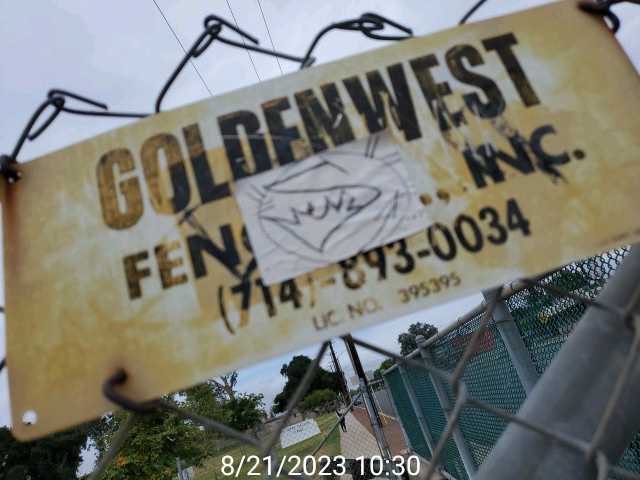 GOLDENWEST
INC.
(714)-893-0034
LIC. NO. 395395
8/21/2023 10:30